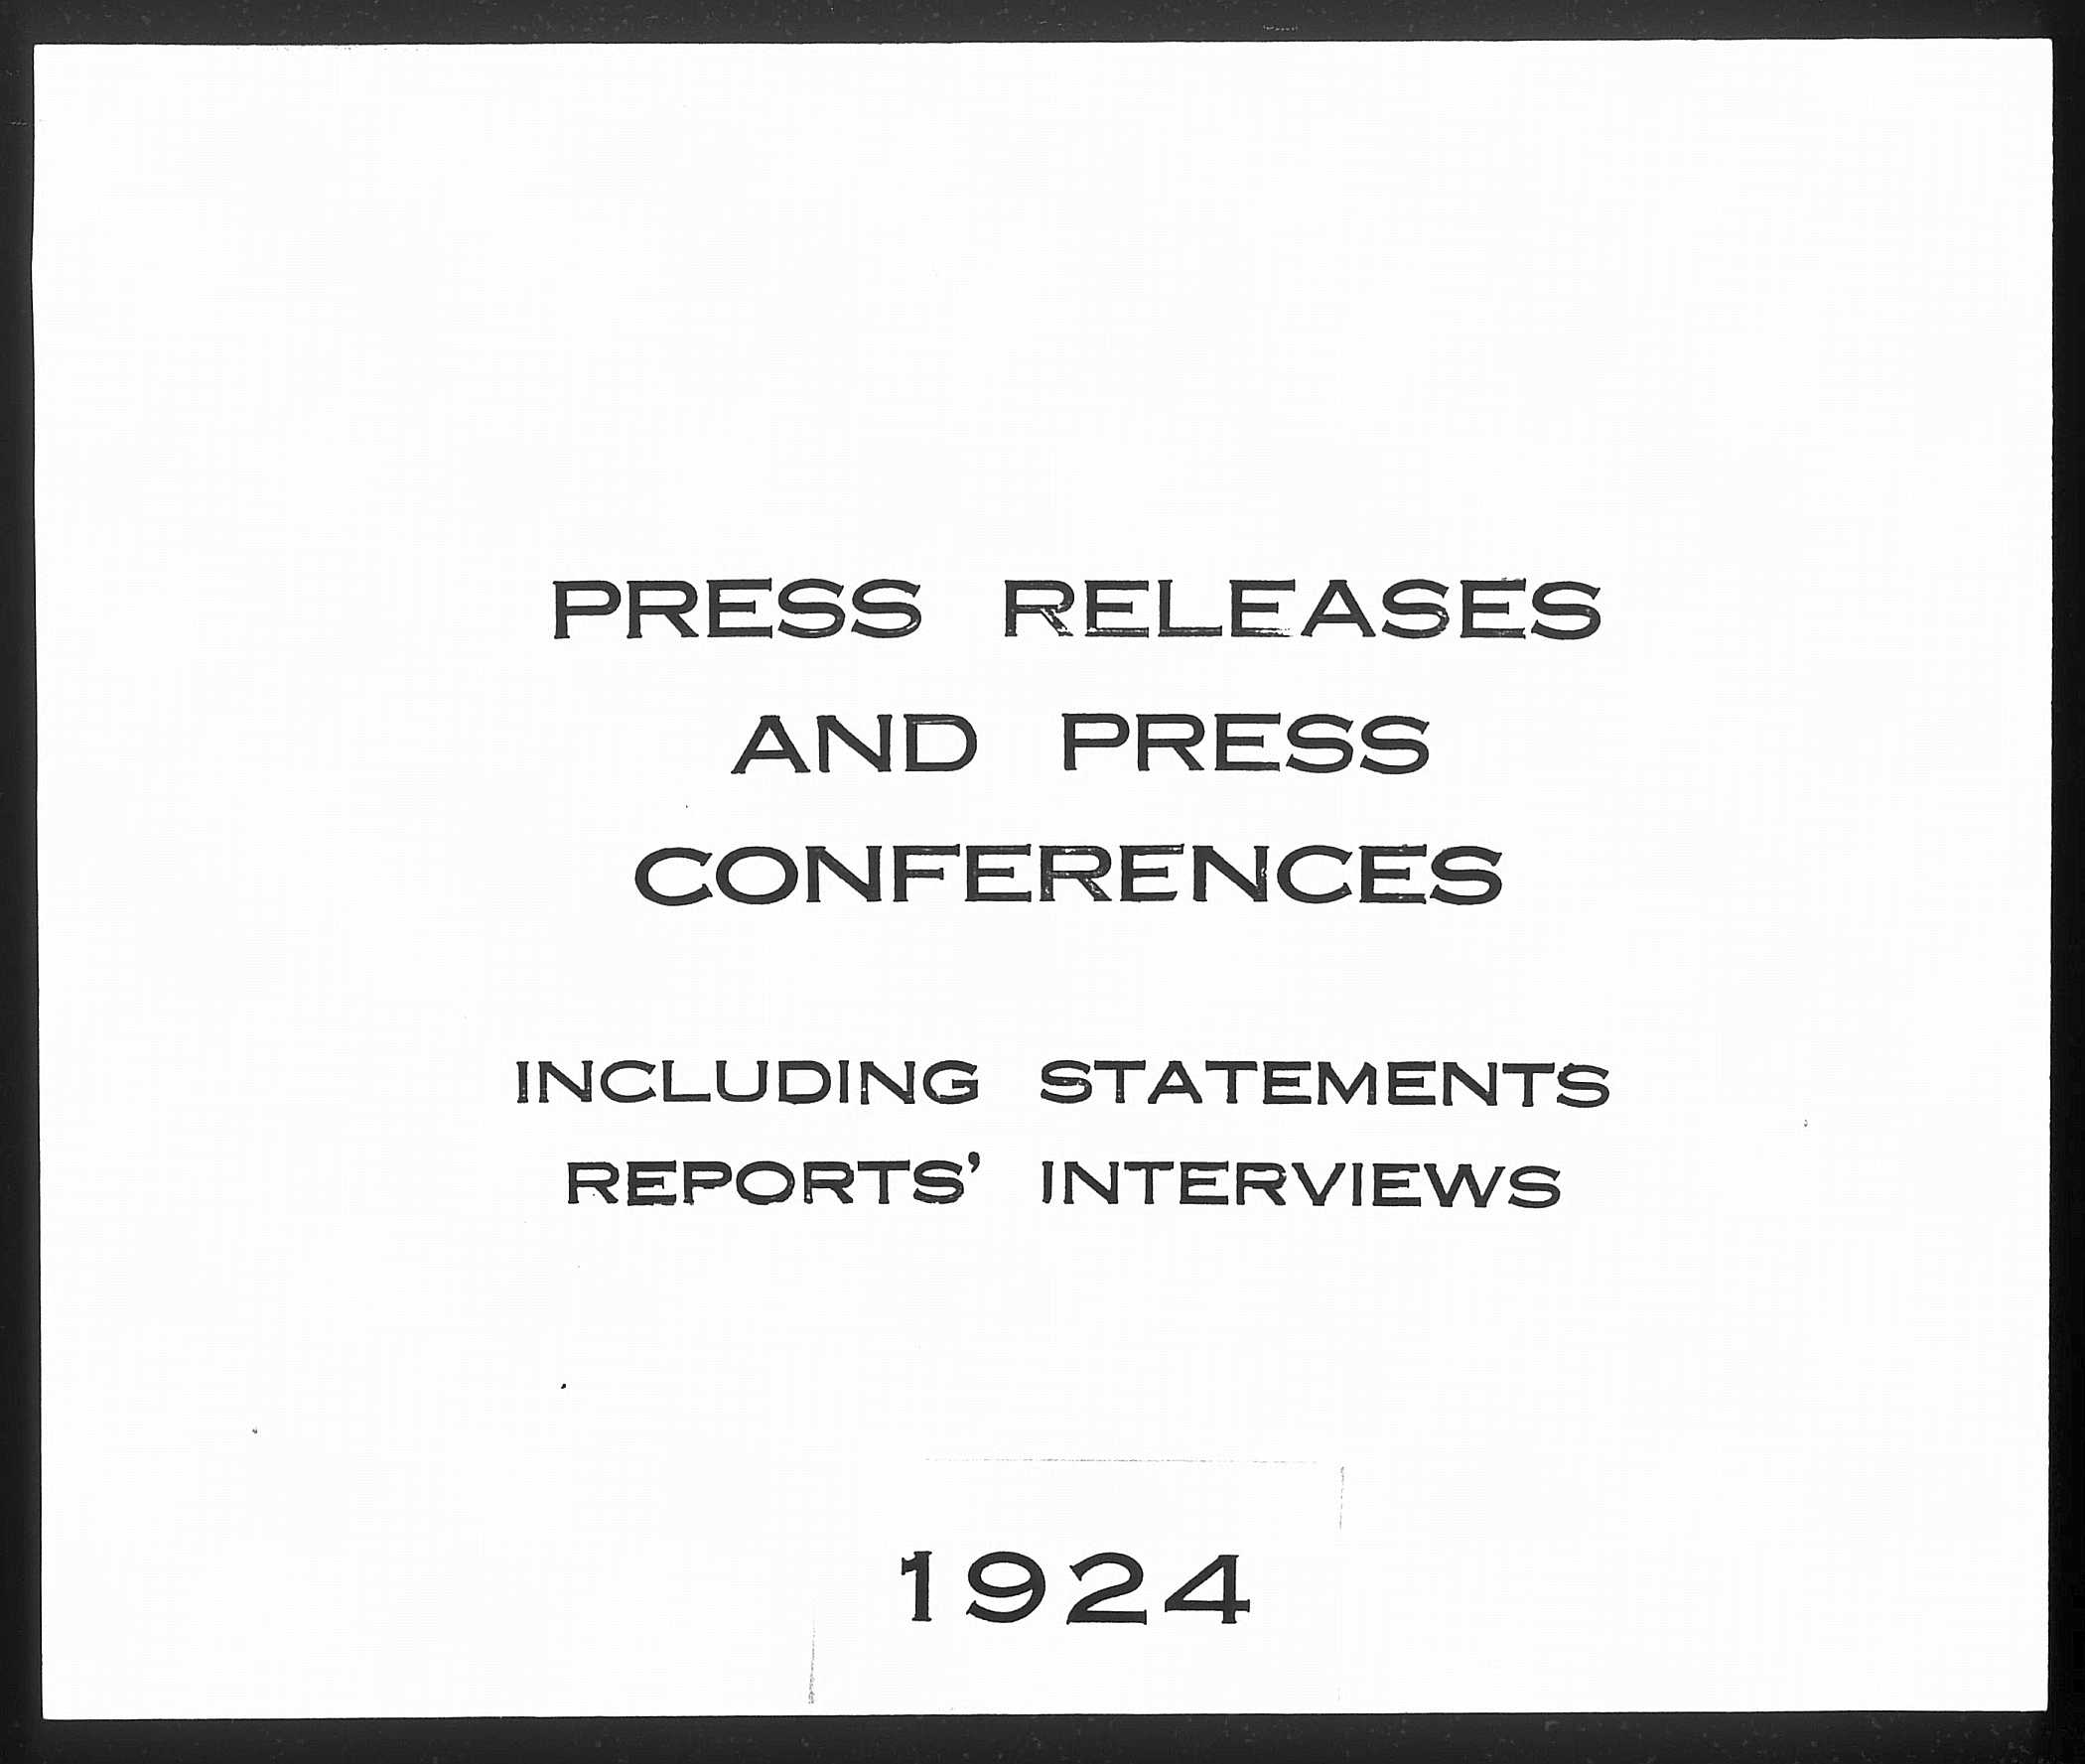 PRESS RELEASES
AND PRESS
CONFERENCES
INCLUDING STATEMENTS
REPORTS' INTERVIEWS
1924